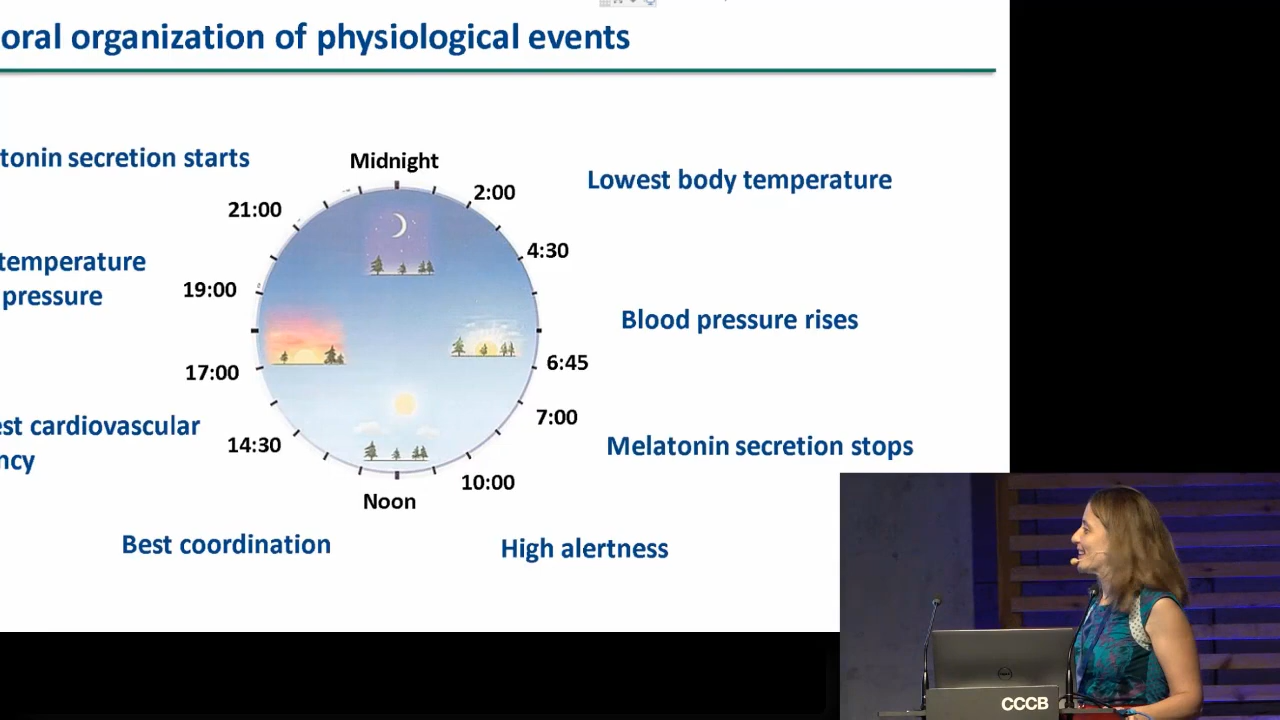 oral organization of physiological events
tonin secretion starts
Midnight
Lowest body temperature
2:00
21:00
4:30
temperature
pressure
19:00
Blood pressure rises
6:45
17:00
7:00
est cardiovascular
ncy
14:30
Melatonin secretion stops
10:00
Noon
Best coordination
High alertness
DELL
CCCB